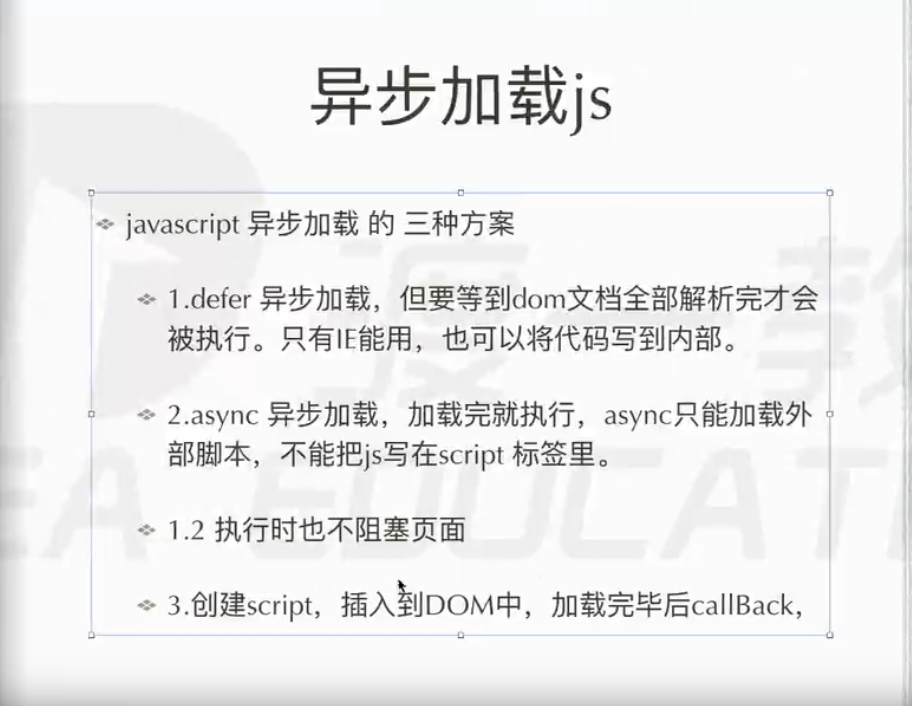 异步加载js
javascript 异步加载 的 三种方案
1.defer 异步加载，但要等到dom文档全部解析完才会
被执行。只有IE能用，也可以将代码写到内部。
2.async 异步加载，加载完就执行，async只能加载外
部脚本，不能把js写在script 标签里。
1.2 执行时也不阻塞页面
3.创建script，插入到DOM中，加载完毕后callBack，
渡 教
EA EDUCAT